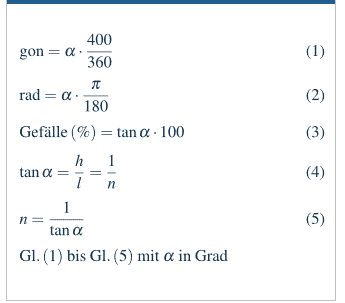 gon = α · 400/360 (1)
rad = α · π/180 (2)
Gefälle (%) = tan α · 100 (3)
tan α = h/l = 1/n (4)
n = 1/tan α (5)
Gl. (1) bis Gl. (5) mit α in Grad